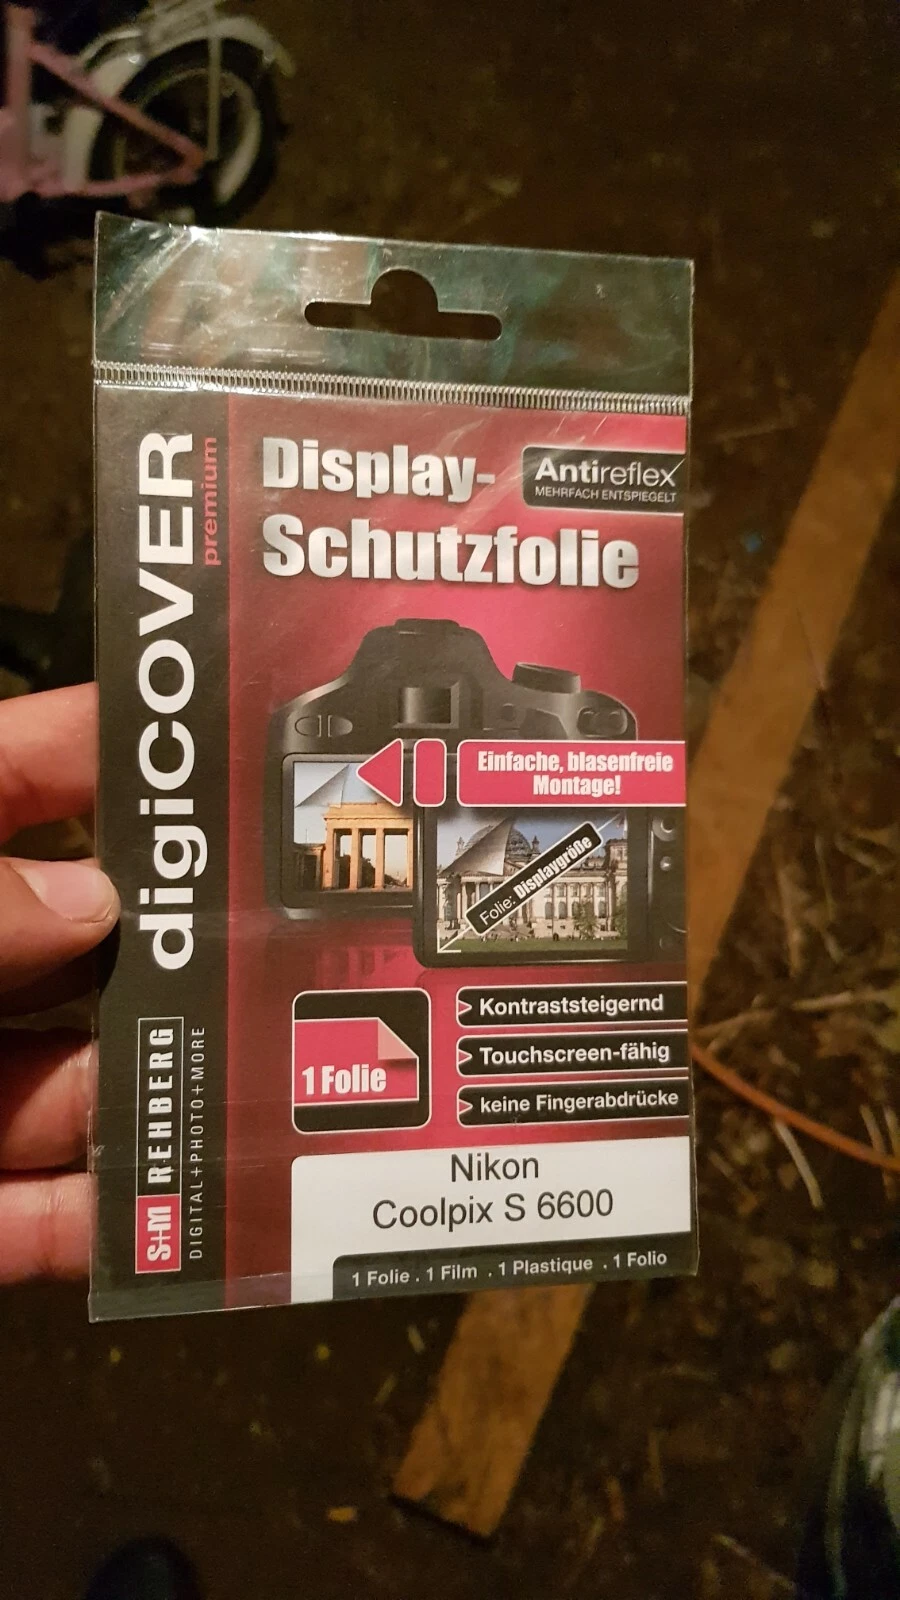 digiCOVER
premium
S+M REHBERG
DIGITAL+PHOTO+MORE
Display-
Schutzfolie
Antireflex
MEHRFACH ENTSPIEGELT
Einfache, blasenfreie
Montage!
Folie: Displaygröße
1 Folie
Kontraststeigernd
Touchscreen-fähig
keine Fingerabdrücke
Nikon
Coolpix S 6600
1 Folie . 1 Film . 1 Plastique . 1 Folio